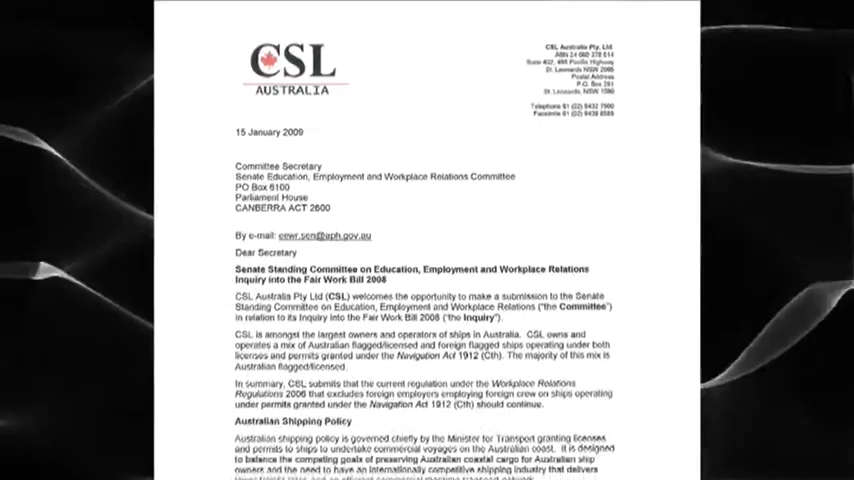 CSL
AUSTRALIA
CSL Australia Pty. Ltd.
St. Leonards NSW 2065
Postal Address
P.O. Box 291
St. Leonards, NSW 1590
15 January 2009
Committee Secretary
Senate Education, Employment and Workplace Relations Committee
PO Box 6100
Parliament House
CANBERRA ACT 2600
By e-mail: eewr.sen@aph.gov.au
Dear Secretary
Senate Standing Committee on Education, Employment and Workplace Relations
Inquiry into the Fair Work Bill 2008
CSL Australia Pty Ltd (CSL) welcomes the opportunity to make a submission to the Senate
Standing Committee on Education, Employment and Workplace Relations ("the Committee")
in relation to its Inquiry into the Fair Work Bill 2008 ("the Inquiry").
CSL is amongst the largest owners and operators of ships in Australia. CSL owns and
operates a mix of Australian flagged/licensed and foreign flagged ships operating under both
licenses and permits granted under the Navigation Act 1912 (Cth). The majority of this mix is
Australian flagged/licensed.
In summary, CSL submits that the current regulation under the Workplace Relations
Regulations 2006 that excludes foreign employers employing foreign crew on ships operating
under permits granted under the Navigation Act 1912 (Cth) should continue.
Australian Shipping Policy
Australian shipping policy is governed chiefly by the Minister for Transport granting licenses
and permits to ships to undertake commercial voyages on the Australian coast. It is designed
to balance the competing goals of preserving Australian coastal cargo for Australian ship
owners and the need to have an internationally competitive shipping industry that delivers